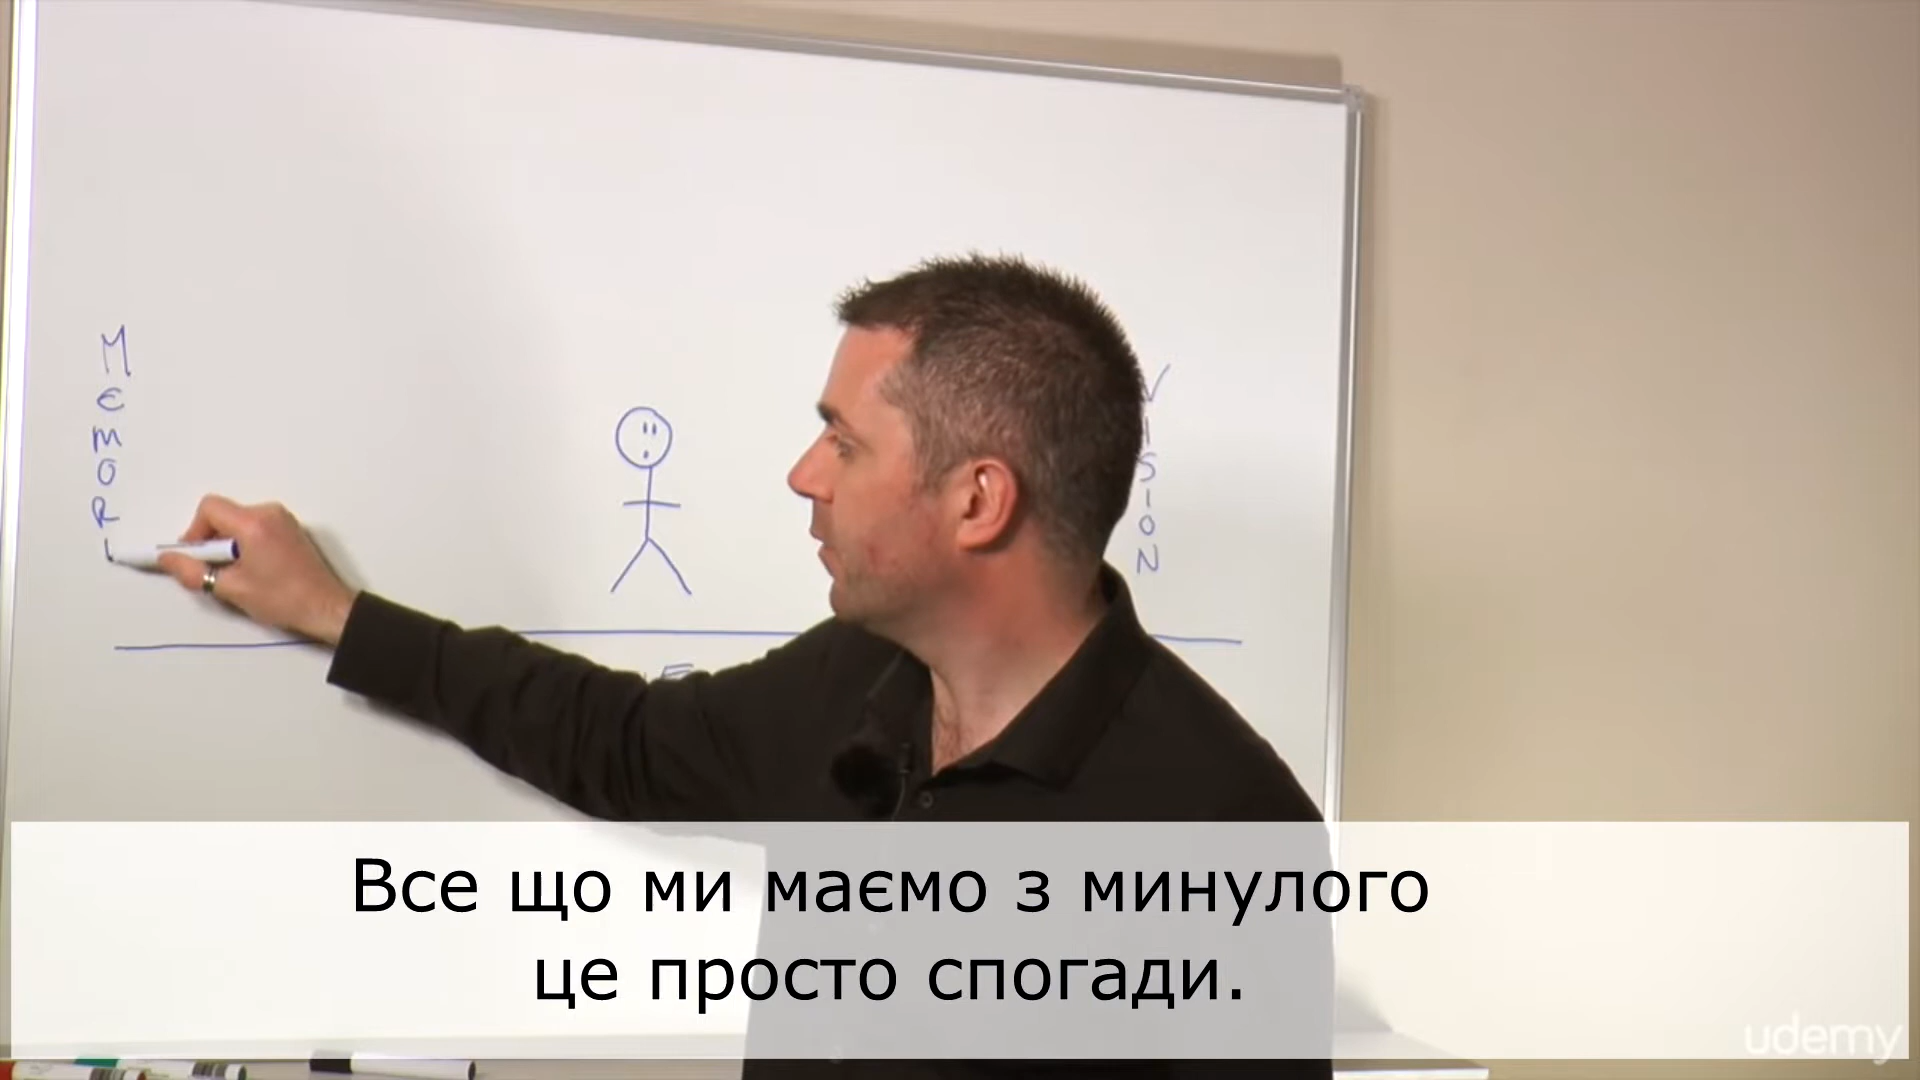 MEMOR
VISION
Все що ми маємо з минулого
це просто спогади.
udemy